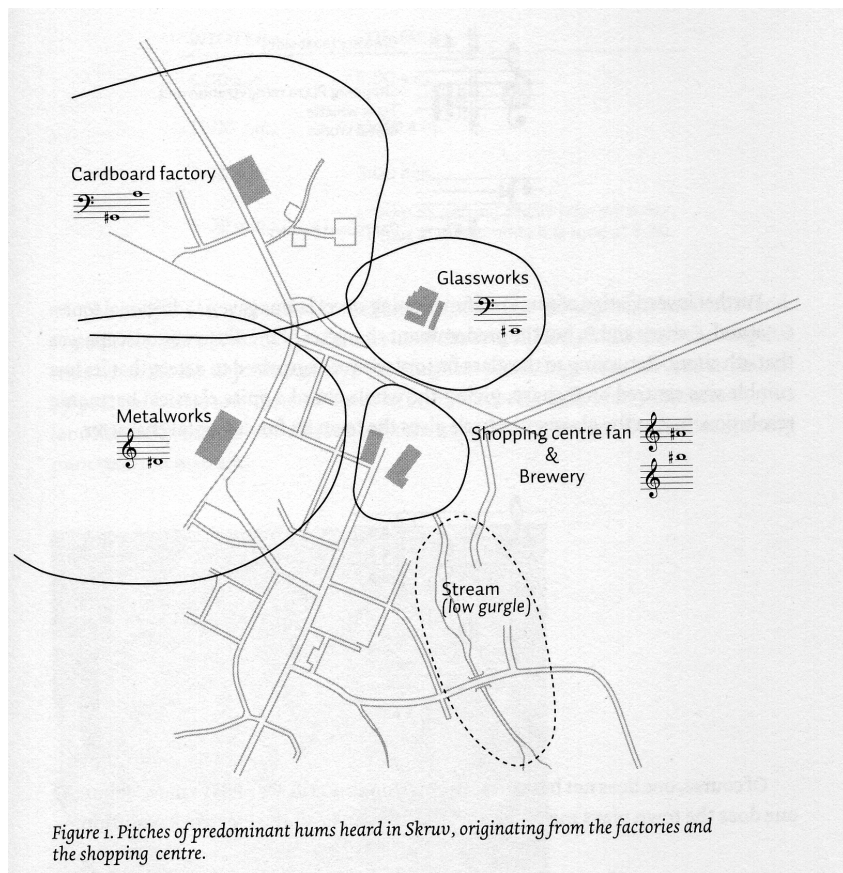 Cardboard factory
Glassworks
Metalworks
Shopping centre fan
&
Brewery
Stream
(low gurgle)
Figure 1. Pitches of predominant hums heard in Skruv, originating from the factories and
the shopping centre.